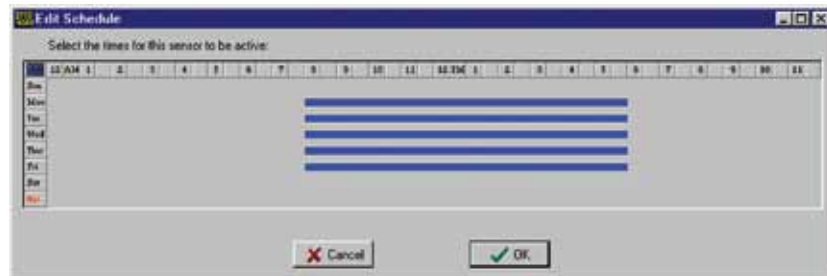 Edit Schedule
Select the times for this sensor to be active:
12 AM 1 2 3 4 5 6 7 8 9 10 11 12 PM 1 2 3 4 5 6 7 8 9 10 11
Sun
Mon
Tue
Wed
Thur
Fri
Sat
Cancel OK